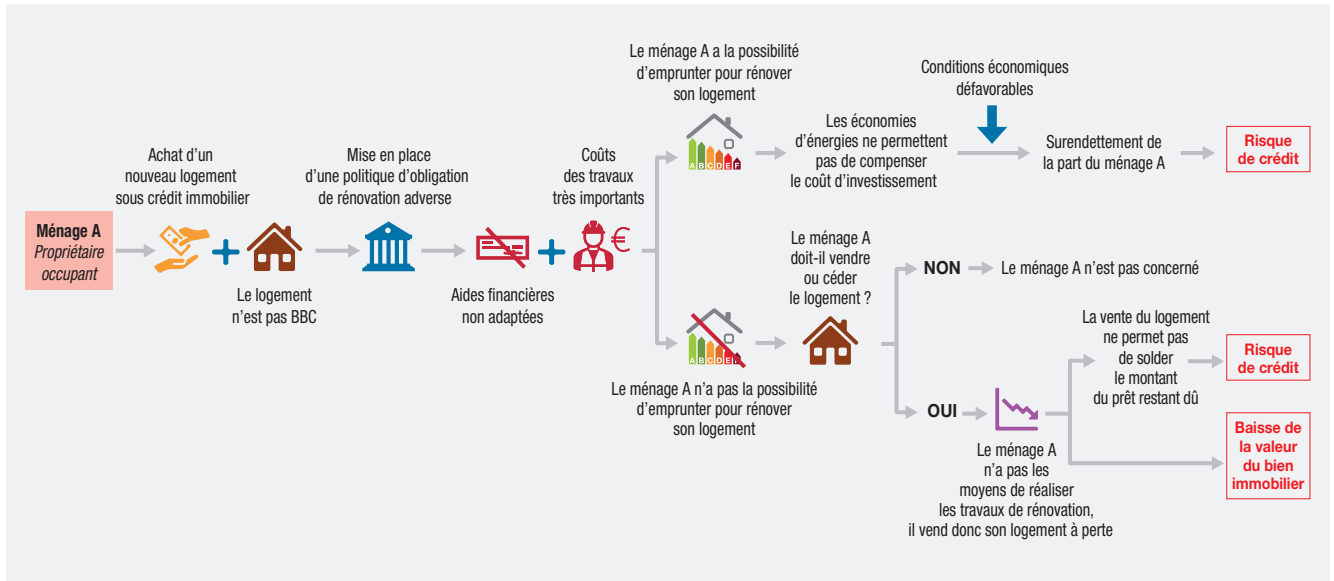 Ménage A
Propriétaire
occupant
Achat d'un
nouveau logement
sous crédit immobilier
Le logement
n'est pas BBC
Mise en place
d'une politique d'obligation
de rénovation adverse
Aides financières
non adaptées
Coûts
des travaux
très importants
€
Le ménage A a la possibilité
d'emprunter pour rénover
son logement
A B C D E F
Les économies
d'énergies ne permettent
pas de compenser
le coût d'investissement
Conditions économiques
défavorables
Surendettement de
la part du ménage A
Risque
de crédit
A B C D E
Le ménage A n'a pas la possibilité
d'emprunter pour rénover
son logement
Le ménage A
doit-il vendre
ou céder
le logement ?
NON
Le ménage A n'est pas concerné
OUI
Le ménage A
n'a pas les
moyens de réaliser
les travaux de rénovation,
il vend donc son logement à perte
La vente du logement
ne permet pas
de solder
le montant
du prêt restant dû
Risque
de crédit
Baisse de
la valeur
du bien
immobilier